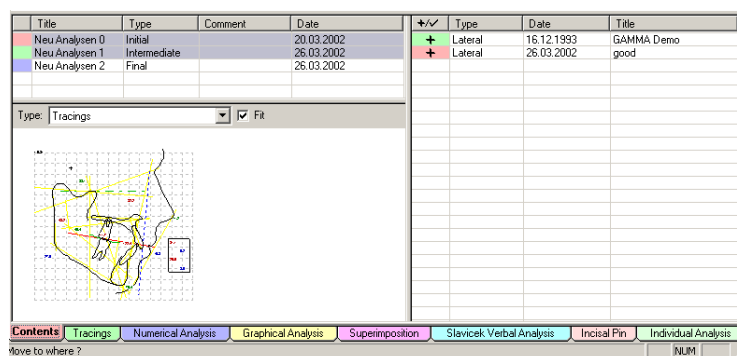 Title Type Comment Date
Neu Analysen 0 Initial 20.03.2002
Neu Analysen 1 Intermediate 26.03.2002
Neu Analysen 2 Final 26.03.2002
+/✓ Type Date Title
+ Lateral 16.12.1993 GAMMA Demo
+ Lateral 26.03.2002 good
Type: Tracings Fit
Contents Tracings Numerical Analysis Graphical Analysis Superimposition Slavicek Verbal Analysis Incisal Pin Individual Analysis
Move to where ? NUM